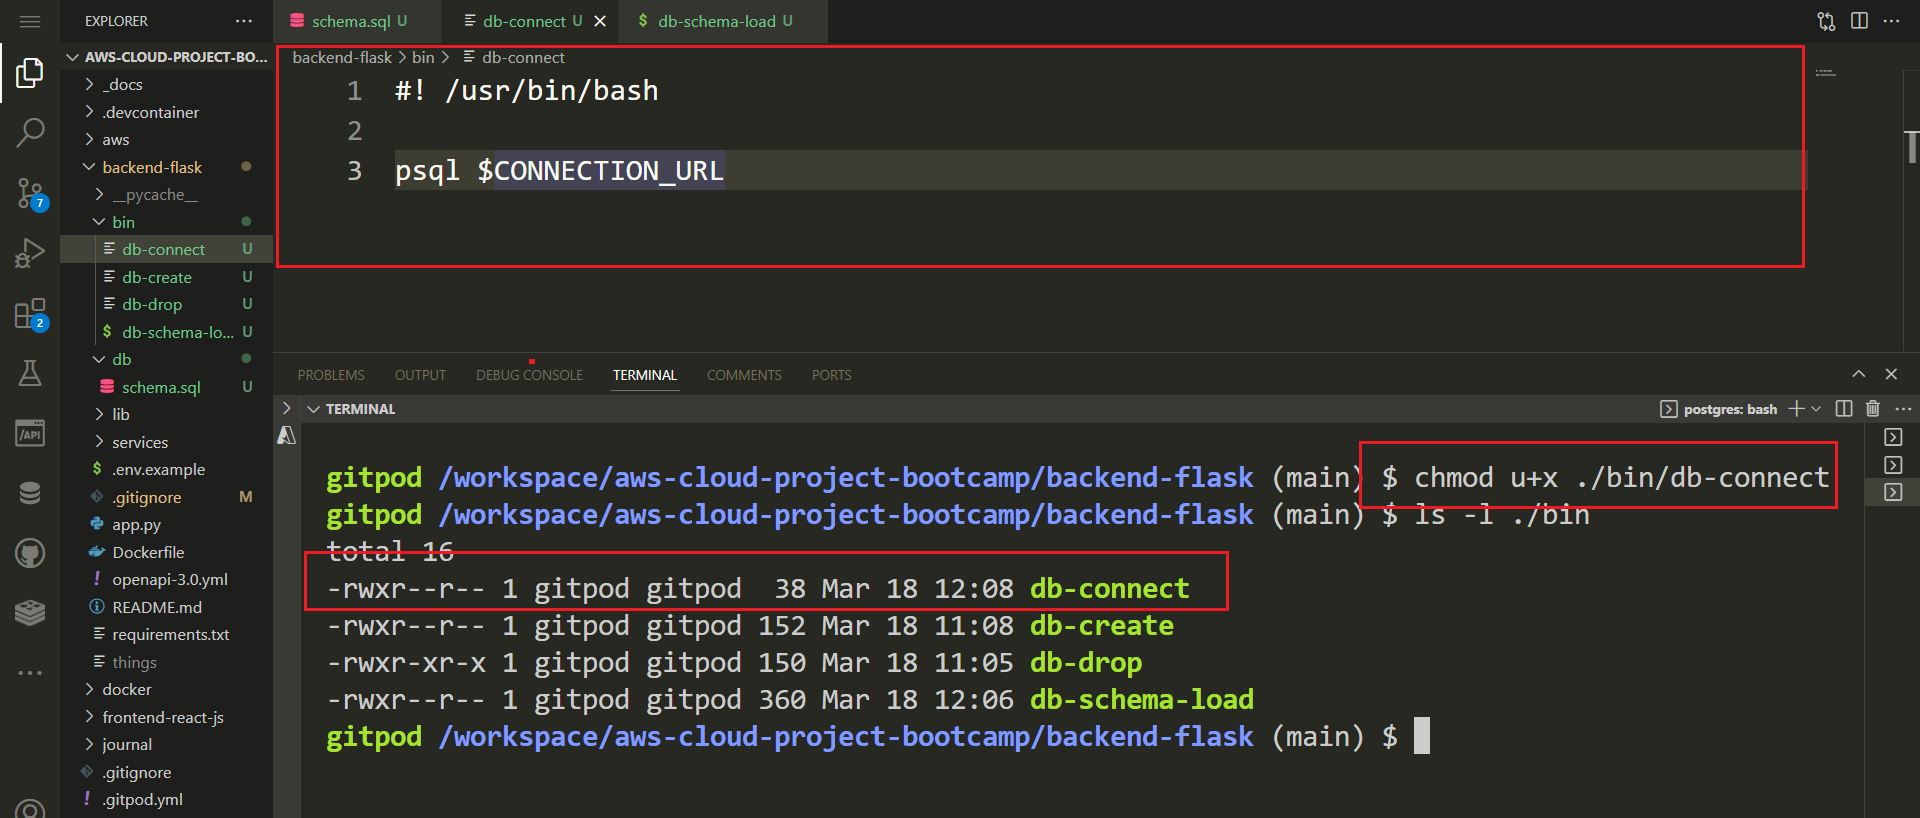 EXPLORER
AWS-CLOUD-PROJECT-BO...
_docs
.devcontainer
aws
backend-flask
__pycache__
bin
db-connect U
db-create U
db-drop U
db-schema-lo... U
db
schema.sql U
lib
services
.env.example
.gitignore M
app.py
Dockerfile
openapi-3.0.yml
README.md
requirements.txt
things
docker
frontend-react-js
journal
.gitignore
.gitpod.yml
7
2
/API
schema.sql U
db-connect U
db-schema-load U
backend-flask > bin > db-connect
1 #! /usr/bin/bash
2
3 psql $CONNECTION_URL
PROBLEMS OUTPUT DEBUG CONSOLE TERMINAL COMMENTS PORTS
TERMINAL
postgres: bash
gitpod /workspace/aws-cloud-project-bootcamp/backend-flask (main) $ chmod u+x ./bin/db-connect
gitpod /workspace/aws-cloud-project-bootcamp/backend-flask (main) $ ls -l ./bin
total 16
-rwxr--r-- 1 gitpod gitpod  38 Mar 18 12:08 db-connect
-rwxr--r-- 1 gitpod gitpod 152 Mar 18 11:08 db-create
-rwxr-xr-x 1 gitpod gitpod 150 Mar 18 11:05 db-drop
-rwxr--r-- 1 gitpod gitpod 360 Mar 18 12:06 db-schema-load
gitpod /workspace/aws-cloud-project-bootcamp/backend-flask (main) $